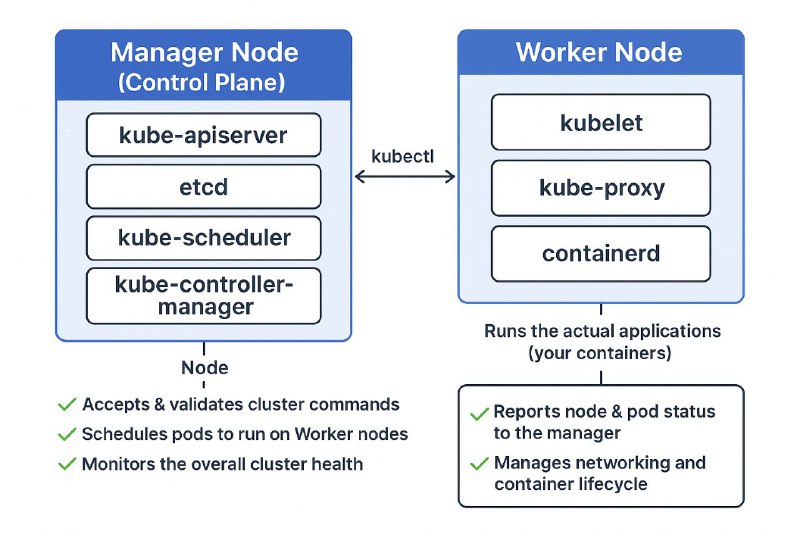 Manager Node
(Control Plane)
kube-apiserver
etcd
kube-scheduler
kube-controller-
manager
Node
Accepts & validates cluster commands
Schedules pods to run on Worker nodes
Monitors the overall cluster health
kubectl
Worker Node
kubelet
kube-proxy
containerd
Runs the actual applications
(your containers)
Reports node & pod status
to the manager
Manages networking and
container lifecycle